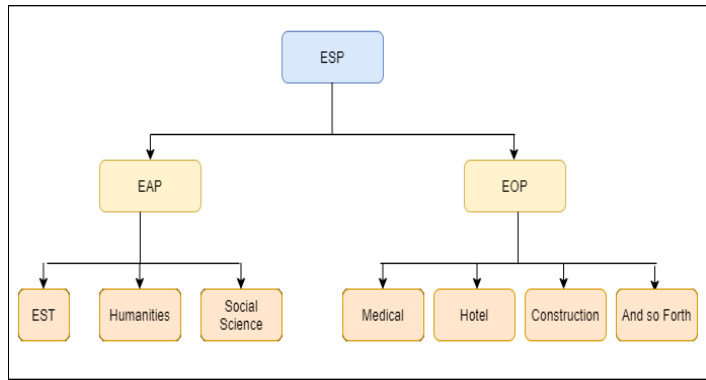 ESP
EAP
EOP
EST
Humanities
Social
Science
Medical
Hotel
Construction
And so Forth